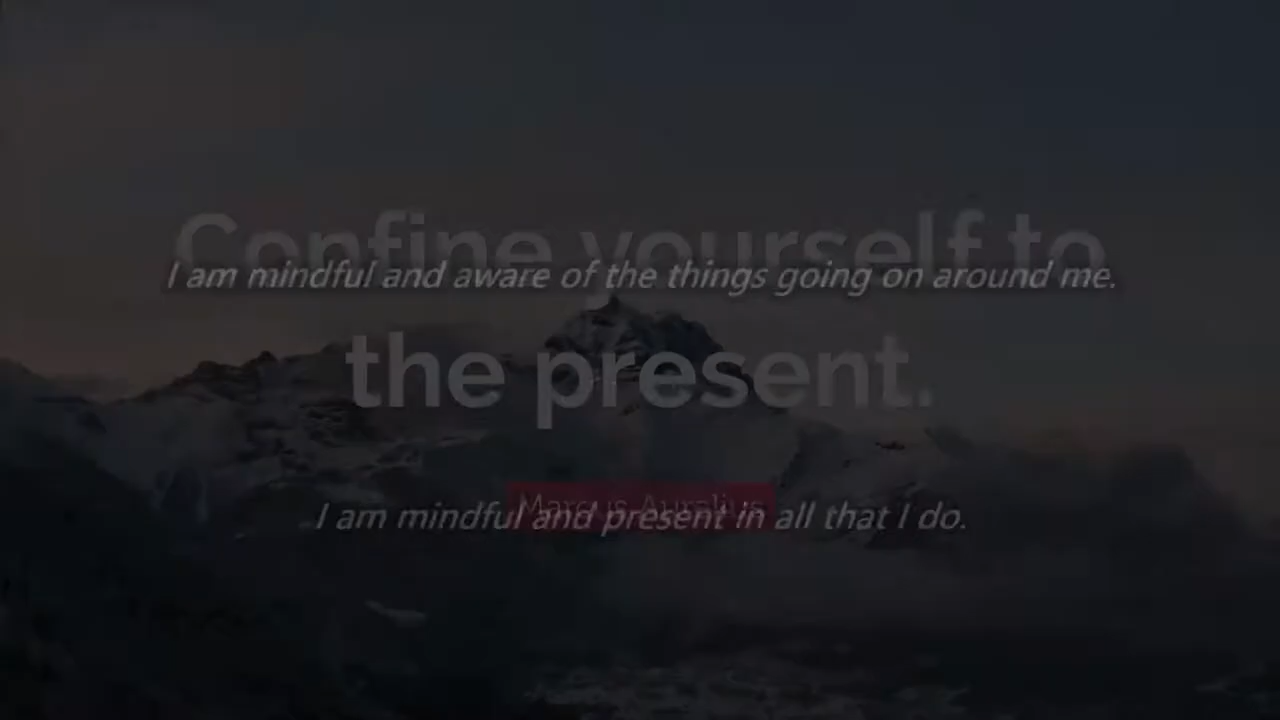 Confine yourself to
I am mindful and aware of the things going on around me.
the present.
Marcus Aurelius
I am mindful and present in all that I do.